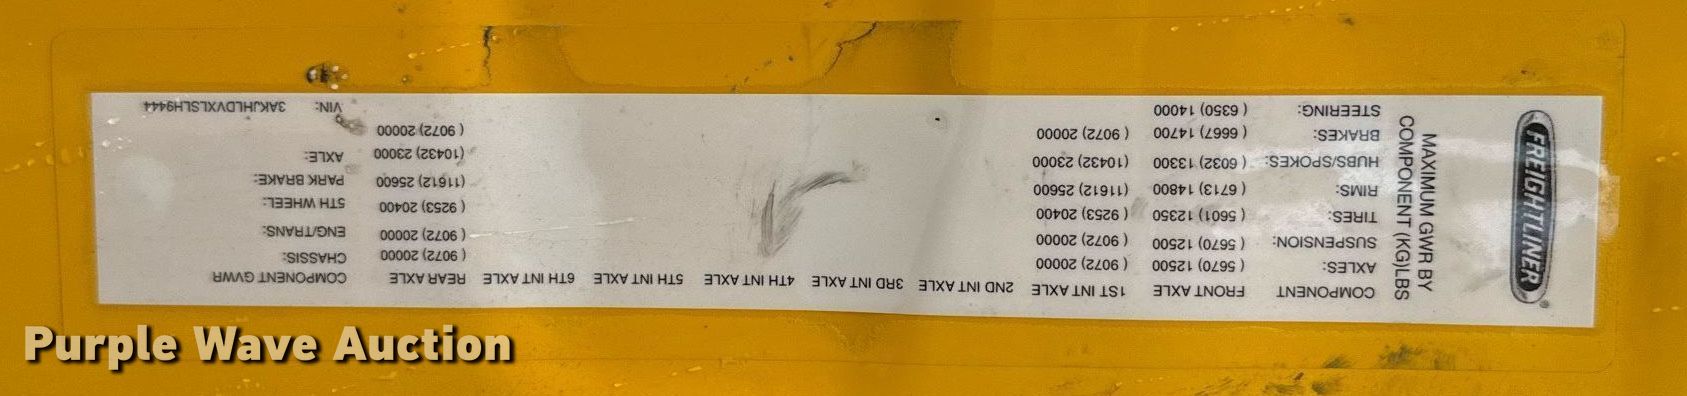 FREIGHTLINER®
MAXIMUM GWR BY
COMPONENT (KG)LBS
COMPONENT FRONT AXLE 1ST INT AXLE 2ND INT AXLE 3RD INT AXLE 4TH INT AXLE 5TH INT AXLE 6TH INT AXLE REAR AXLE COMPONENT GVWR
AXLES: ( 5670) 12500 ( 9072) 20000 ( 9072) 20000 CHASSIS:
SUSPENSION: ( 5670) 12500 ( 9072) 20000 ( 9072) 20000 ENG/TRANS:
TIRES: ( 5601) 12350 ( 9253) 20400 ( 9253) 20400 5TH WHEEL:
RIMS: ( 6713) 14800 (11612) 25600 (11612) 25600 PARK BRAKE:
HUBS/SPOKES: ( 6032) 13300 (10432) 23000 (10432) 23000 AXLE:
BRAKES: ( 6667) 14700 ( 9072) 20000 ( 9072) 20000
STEERING: ( 6350) 14000 VIN: 3AKJHLDVXLSLH9444
Purple Wave Auction